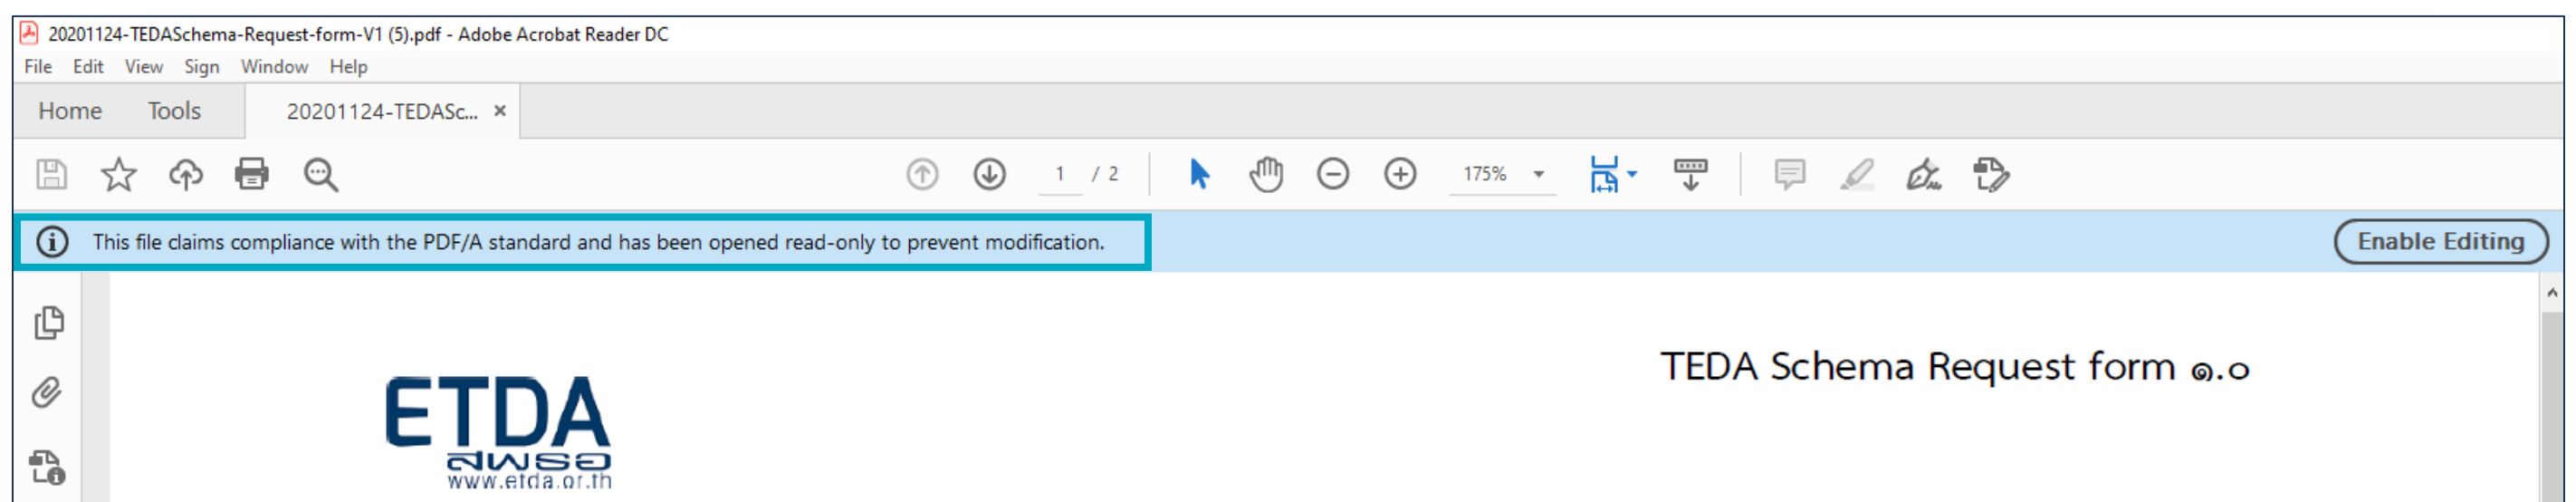 20201124-TEDASchema-Request-form-V1 (5).pdf - Adobe Acrobat Reader DC
File Edit View Sign Window Help
Home Tools 20201124-TEDASc... ×
1 / 2 175%
This file claims compliance with the PDF/A standard and has been opened read-only to prevent modification. Enable Editing
TEDA Schema Request form ๑.๐
ETDA
สพธอ
www.etda.or.th